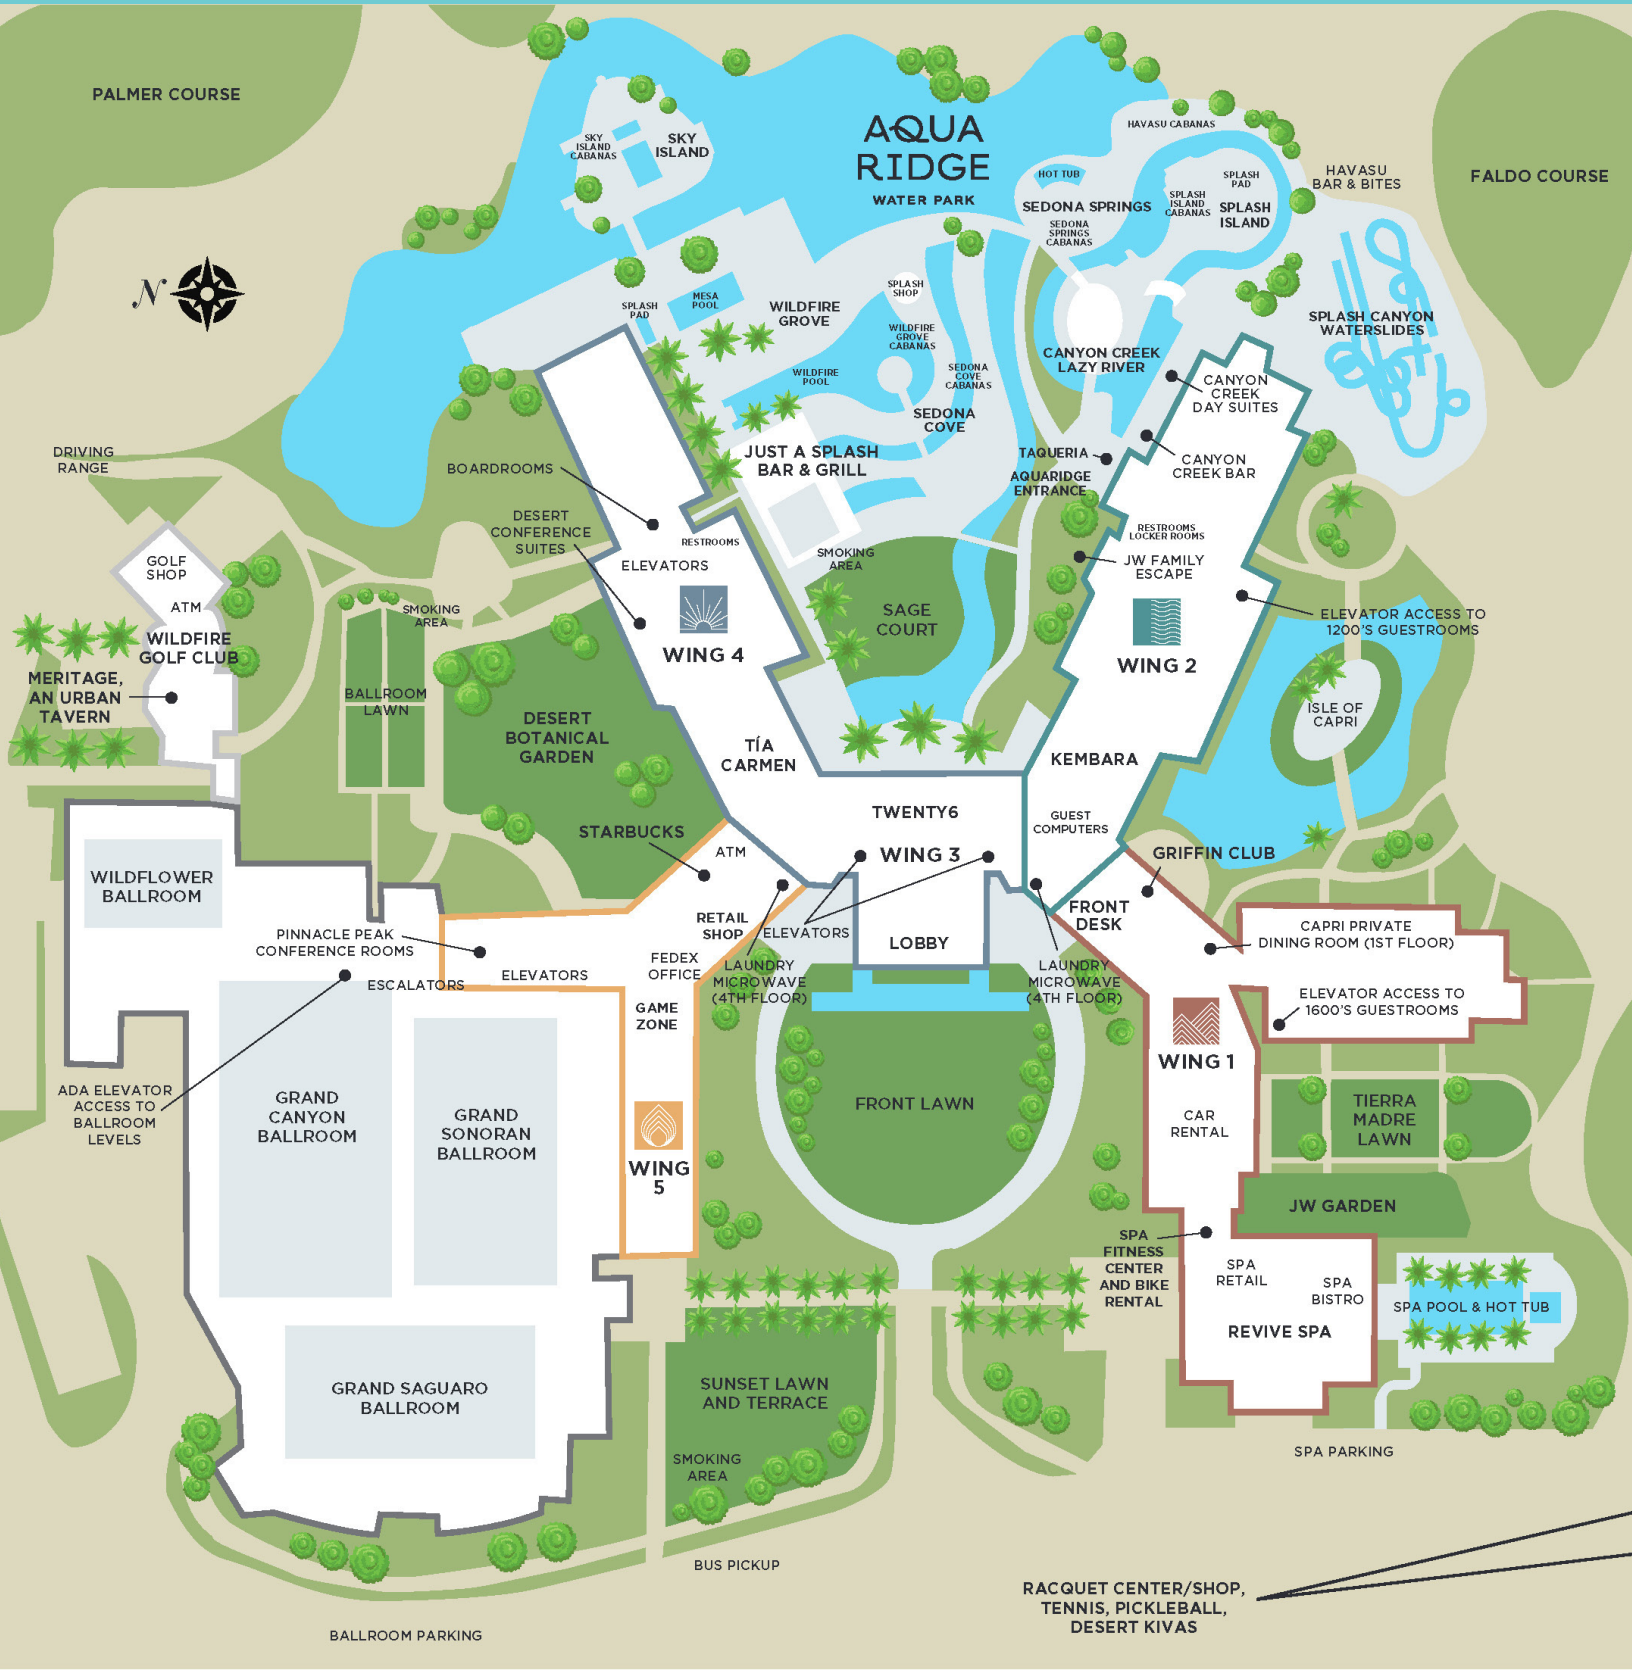 PALMER COURSE
AQUA
RIDGE
WATER PARK
SKY
ISLAND
CABANAS
SKY
ISLAND
HAVASU CABANAS
HOT TUB
SEDONA SPRINGS
SEDONA
SPRINGS
CABANAS
SPLASH
PAD
SPLASH
ISLAND
CABANAS
SPLASH
ISLAND
HAVASU
BAR & BITES
FALDO COURSE
N
SPLASH
PAD
MESA
POOL
WILDFIRE
GROVE
SPLASH
SHOP
WILDFIRE
GROVE
CABANAS
WILDFIRE
POOL
SEDONA
COVE
CABANAS
SEDONA
COVE
CANYON CREEK
LAZY RIVER
SPLASH CANYON
WATERSLIDES
CANYON
CREEK
DAY SUITES
CANYON
CREEK BAR
TAQUERIA
AQUARIDGE
ENTRANCE
JUST A SPLASH
BAR & GRILL
DRIVING
RANGE
BOARDROOMS
DESERT
CONFERENCE
SUITES
RESTROOMS
ELEVATORS
SMOKING
AREA
RESTROOMS
LOCKER ROOMS
JW FAMILY
ESCAPE
GOLF
SHOP
ATM
WILDFIRE
GOLF CLUB
MERITAGE,
AN URBAN
TAVERN
SMOKING
AREA
BALLROOM
LAWN
WING 4
SAGE
COURT
WING 2
ELEVATOR ACCESS TO
1200'S GUESTROOMS
ISLE OF
CAPRI
DESERT
BOTANICAL
GARDEN
TÍA
CARMEN
KEMBARA
TWENTY6
GUEST
COMPUTERS
STARBUCKS
ATM
WING 3
GRIFFIN CLUB
WILDFLOWER
BALLROOM
RETAIL
SHOP
ELEVATORS
LOBBY
FRONT
DESK
CAPRI PRIVATE
DINING ROOM (1ST FLOOR)
PINNACLE PEAK
CONFERENCE ROOMS
ESCALATORS
ELEVATORS
FEDEX
OFFICE
LAUNDRY
MICROWAVE
(4TH FLOOR)
LAUNDRY
MICROWAVE
(4TH FLOOR)
ELEVATOR ACCESS TO
1600'S GUESTROOMS
GAME
ZONE
WING 1
ADA ELEVATOR
ACCESS TO
BALLROOM
LEVELS
GRAND
CANYON
BALLROOM
GRAND
SONORAN
BALLROOM
FRONT LAWN
CAR
RENTAL
TIERRA
MADRE
LAWN
WING
5
JW GARDEN
SPA
FITNESS
CENTER
AND BIKE
RENTAL
SPA
RETAIL
SPA
BISTRO
SPA POOL & HOT TUB
REVIVE SPA
GRAND SAGUARO
BALLROOM
SUNSET LAWN
AND TERRACE
SMOKING
AREA
SPA PARKING
BUS PICKUP
RACQUET CENTER/SHOP,
TENNIS, PICKLEBALL,
DESERT KIVAS
BALLROOM PARKING